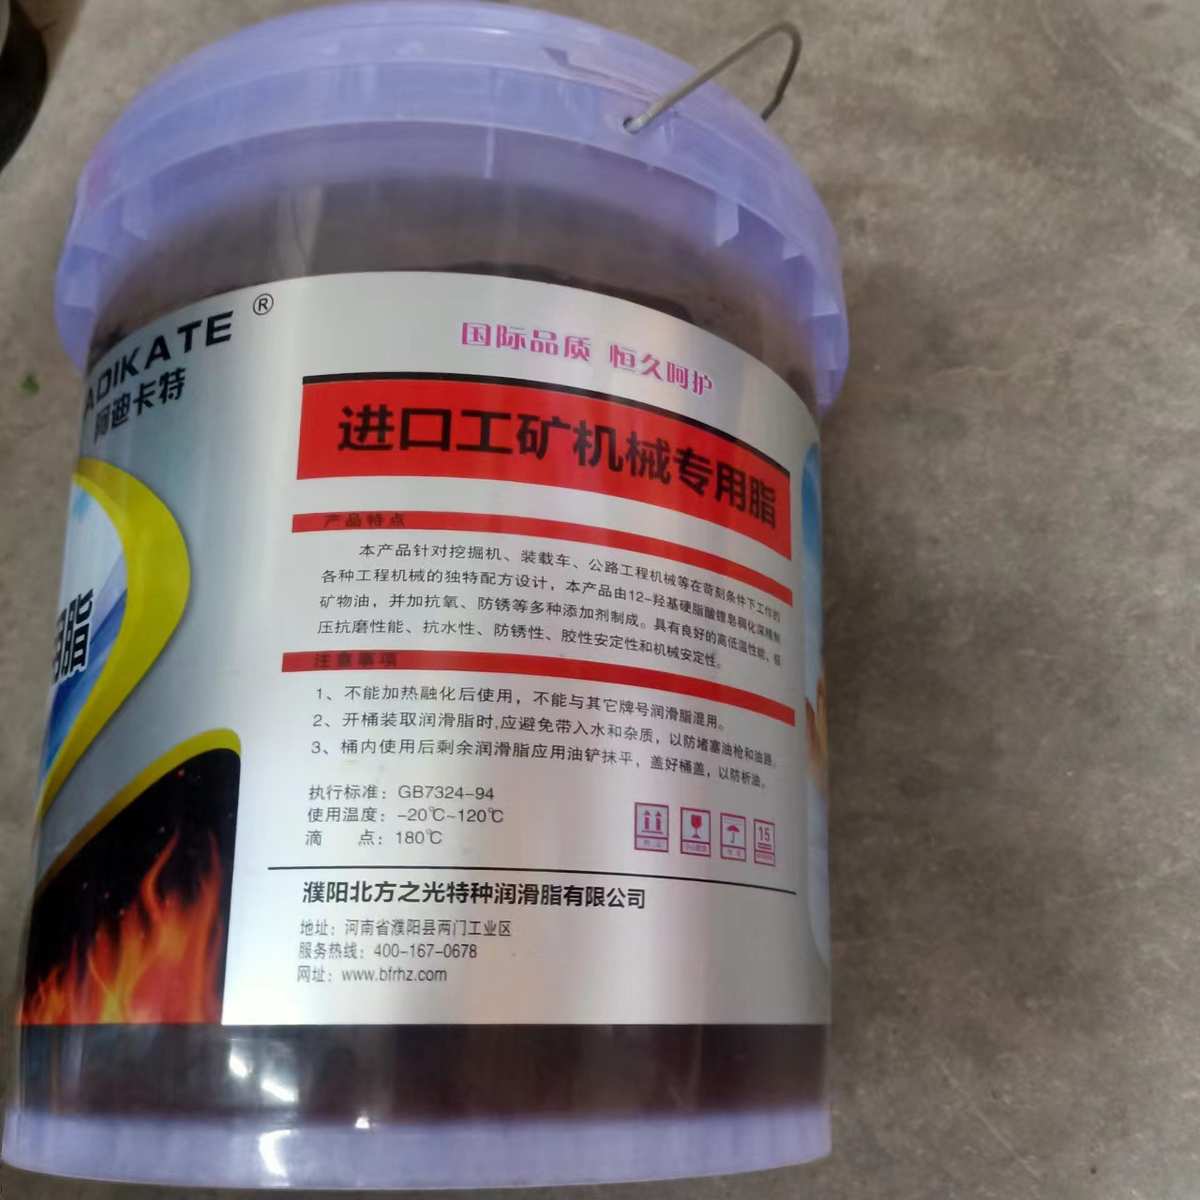 ADIKATE ®
阿迪卡特
用脂
国际品质 恒久呵护
进口工矿机械专用脂
产品特点
本产品针对挖掘机、装载车、公路工程机械等在苛刻条件下工作的
各种工程机械的独特配方设计，本产品由12-羟基硬脂酸锂皂稠化深精制
矿物油，并加抗氧、防锈等多种添加剂制成。具有良好的高低温性能、极
压抗磨性能、抗水性、防锈性、胶性安定性和机械安定性。
注意事项
1、不能加热融化后使用，不能与其它牌号润滑脂混用。
2、开桶装取润滑脂时,应避免带入水和杂质，以防堵塞油枪和油路。
3、桶内使用后剩余润滑脂应用油铲抹平，盖好桶盖，以防析油。
执行标准：GB7324-94
使用温度：-20℃~120℃
滴 点：180℃
15
濮阳北方之光特种润滑脂有限公司
地址：河南省濮阳县两门工业区
服务热线：400-167-0678
网址：www.bfrhz.com